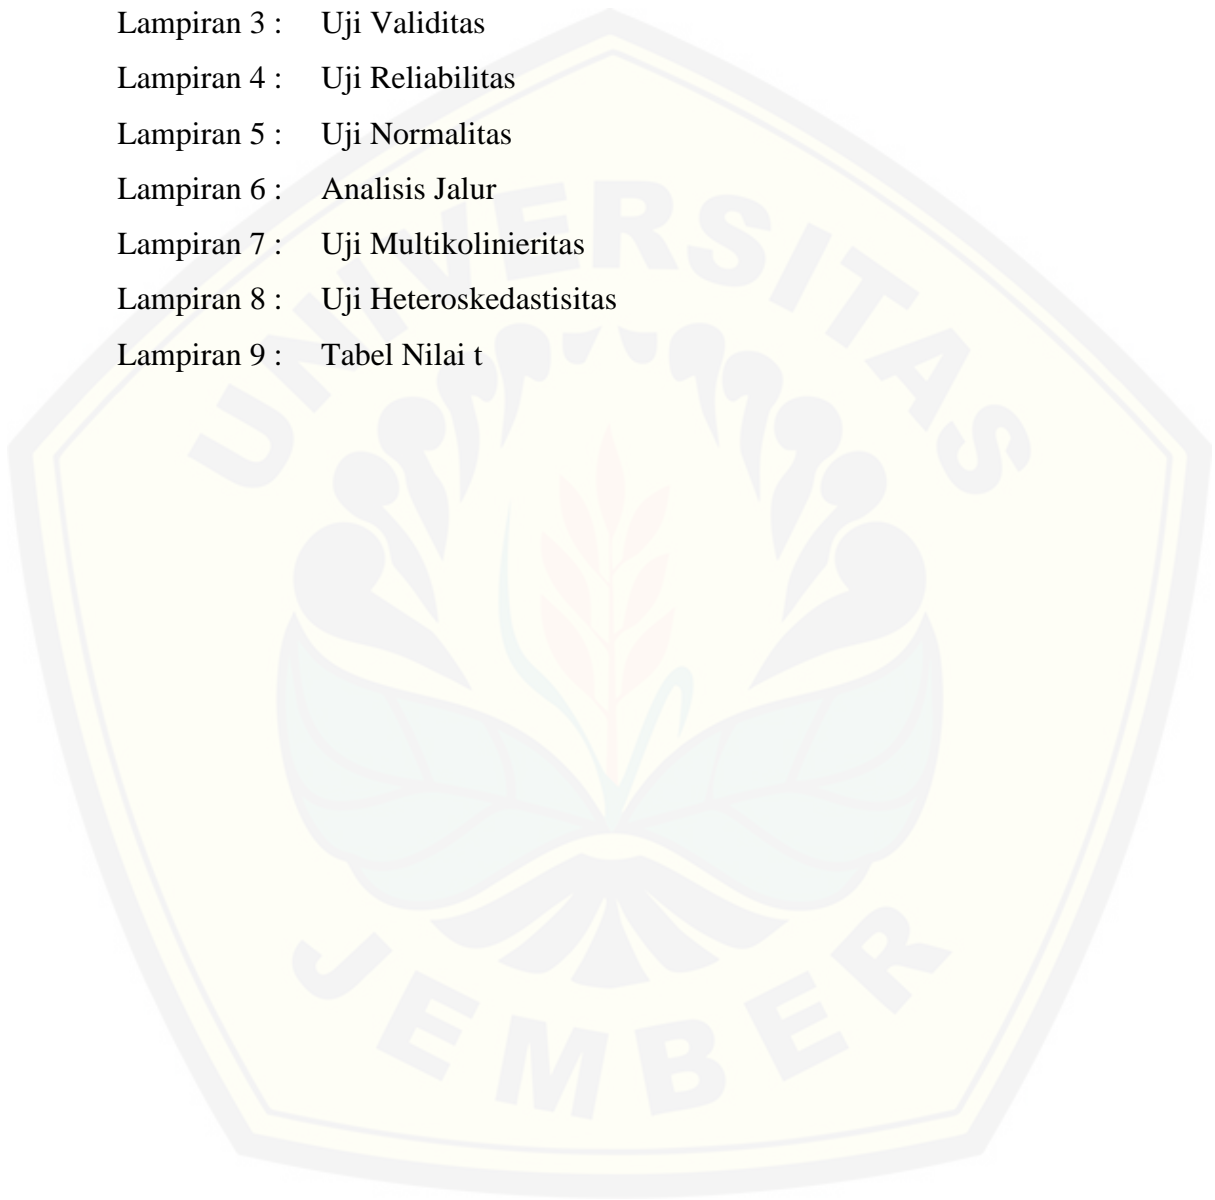 Lampiran 3 : Uji Validitas
Lampiran 4 : Uji Reliabilitas
Lampiran 5 : Uji Normalitas
Lampiran 6 : Analisis Jalur
Lampiran 7 : Uji Multikolinieritas
Lampiran 8 : Uji Heteroskedastisitas
Lampiran 9 : Tabel Nilai t
UNIVERSITAS
JEMBER